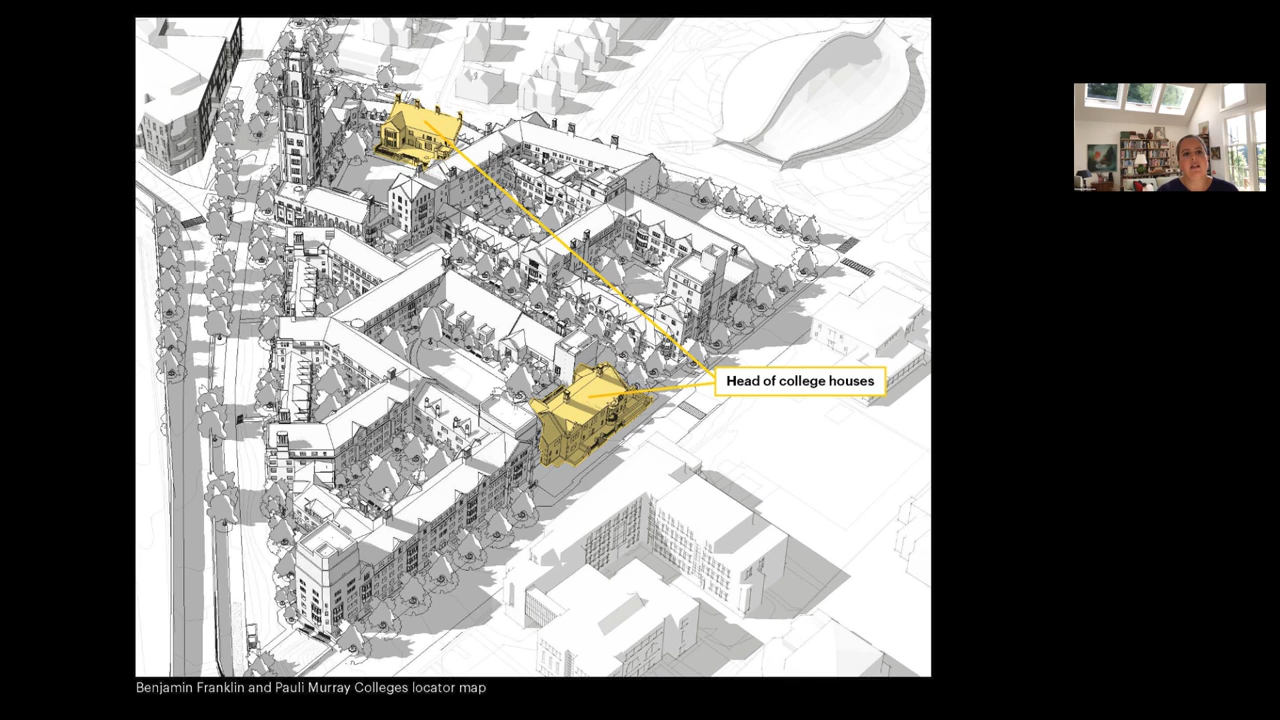 Head of college houses
Benjamin Franklin and Pauli Murray Colleges locator map